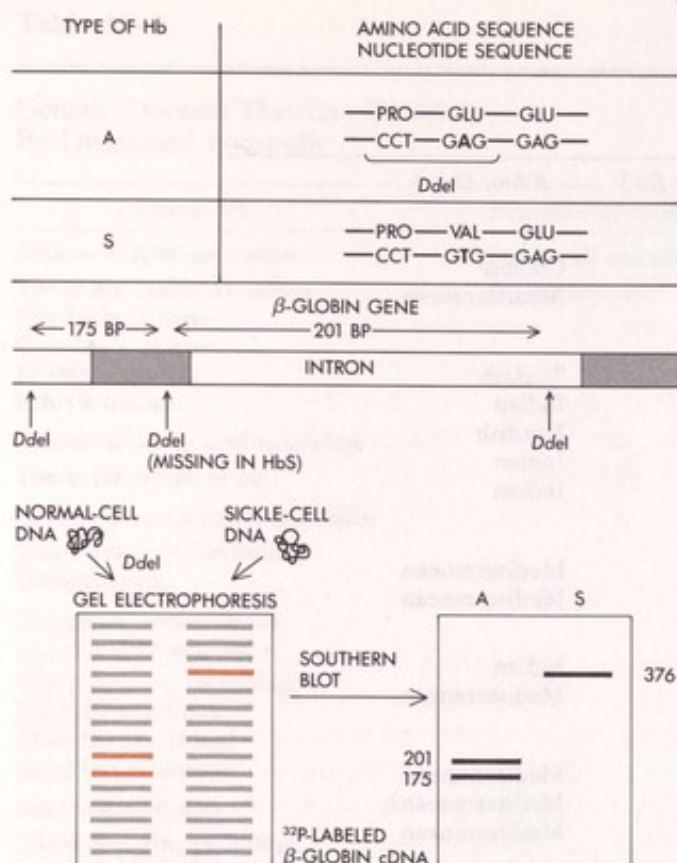 TYPE OF Hb
AMINO ACID SEQUENCE
NUCLEOTIDE SEQUENCE
A
PRO—GLU—GLU
CCT—GAG—GAG
DdeI
S
PRO—VAL—GLU
CCT—GTG—GAG
β-GLOBIN GENE
175 BP
201 BP
INTRON
DdeI
DdeI
(MISSING IN HbS)
DdeI
NORMAL-CELL
DNA
SICKLE-CELL
DNA
DdeI
GEL ELECTROPHORESIS
A
S
SOUTHERN
BLOT
376
201
175
³²P-LABELED
β-GLOBIN cDNA